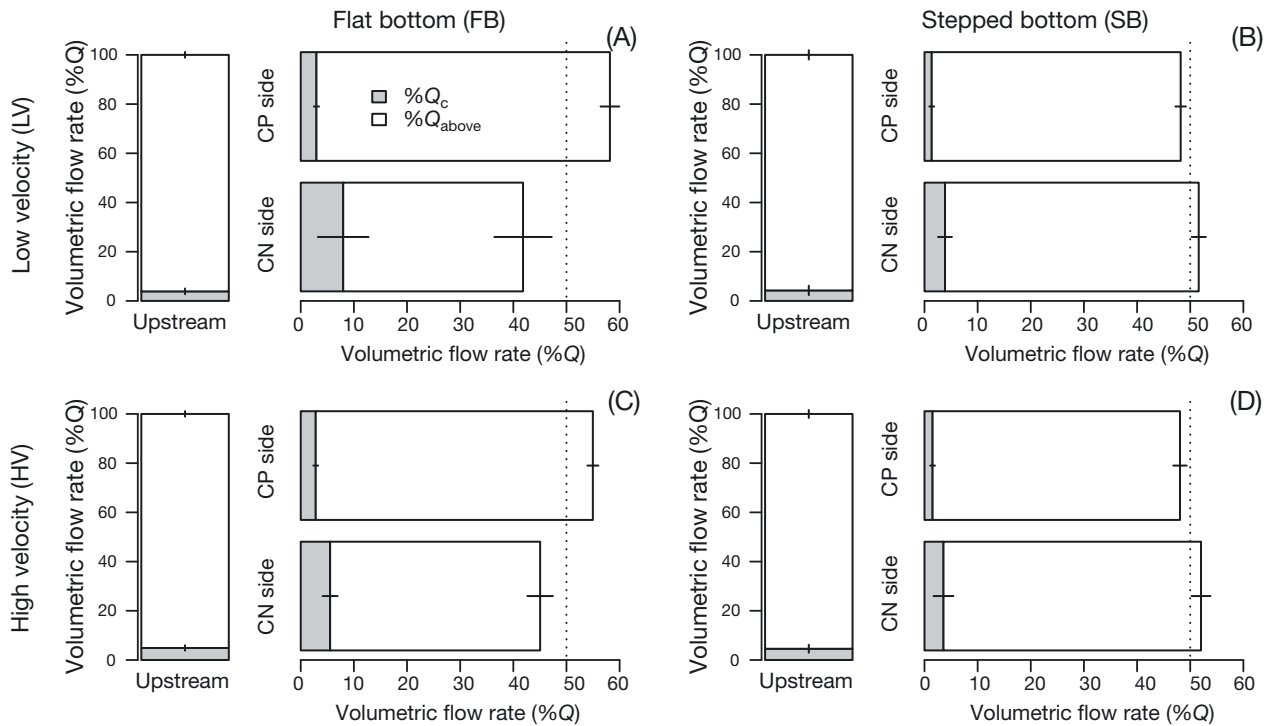 Flat bottom (FB)
Stepped bottom (SB)
Low velocity (LV)
Volumetric flow rate (%Q)
100
80
60
40
20
0
Upstream
(A)
CP side
CN side
%Qc
%Qabove
0 10 20 30 40 50 60
Volumetric flow rate (%Q)
Volumetric flow rate (%Q)
100
80
60
40
20
0
Upstream
(B)
CP side
CN side
0 10 20 30 40 50 60
Volumetric flow rate (%Q)
High velocity (HV)
Volumetric flow rate (%Q)
100
80
60
40
20
0
Upstream
(C)
CP side
CN side
0 10 20 30 40 50 60
Volumetric flow rate (%Q)
Volumetric flow rate (%Q)
100
80
60
40
20
0
Upstream
(D)
CP side
CN side
0 10 20 30 40 50 60
Volumetric flow rate (%Q)